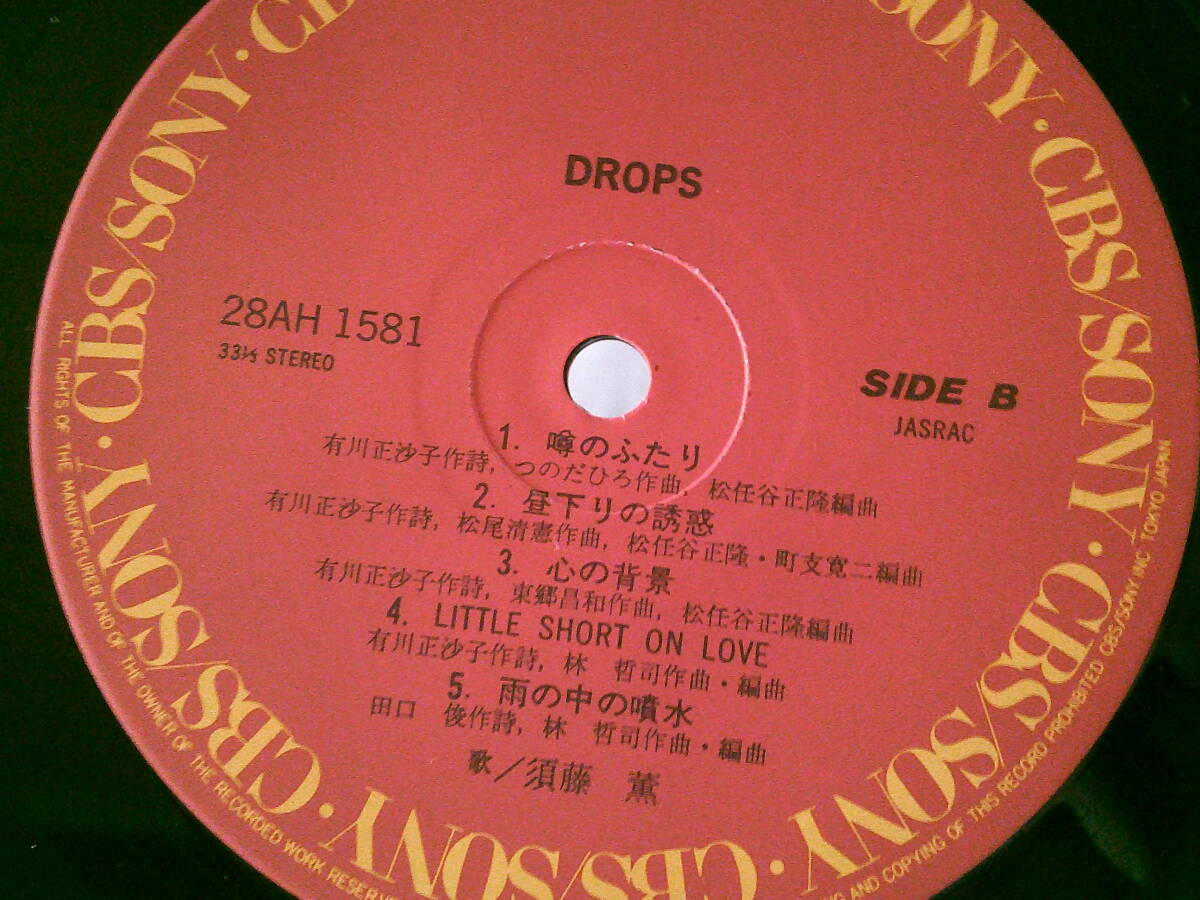 DROPS
28AH 1581
33⅓ STEREO
SIDE B
JASRAC
1. 噂のふたり
有川正沙子作詩, つのだひろ作曲, 松任谷正隆編曲
2. 昼下りの誘惑
有川正沙子作詩, 松尾清憲作曲, 松任谷正隆・町支寛二編曲
3. 心の背景
有川正沙子作詩, 東郷昌和作曲, 松任谷正隆編曲
4. LITTLE SHORT ON LOVE
有川正沙子作詩, 林 哲司作曲・編曲
5. 雨の中の噴水
田口 俊作詩, 林 哲司作曲・編曲
歌／須藤 薫
CBS/SONY · CBS/SONY · CBS/SONY · CBS/SONY · CBS/SONY · CBS/SONY · CBS/SONY
ALL RIGHTS OF THE MANUFACTURER AND OF THE OWNER OF THE RECORDED WORK RESERVE
AND COPYING OF THIS RECORD PROHIBITED CBS/SONY INC TOKYO JAPAN